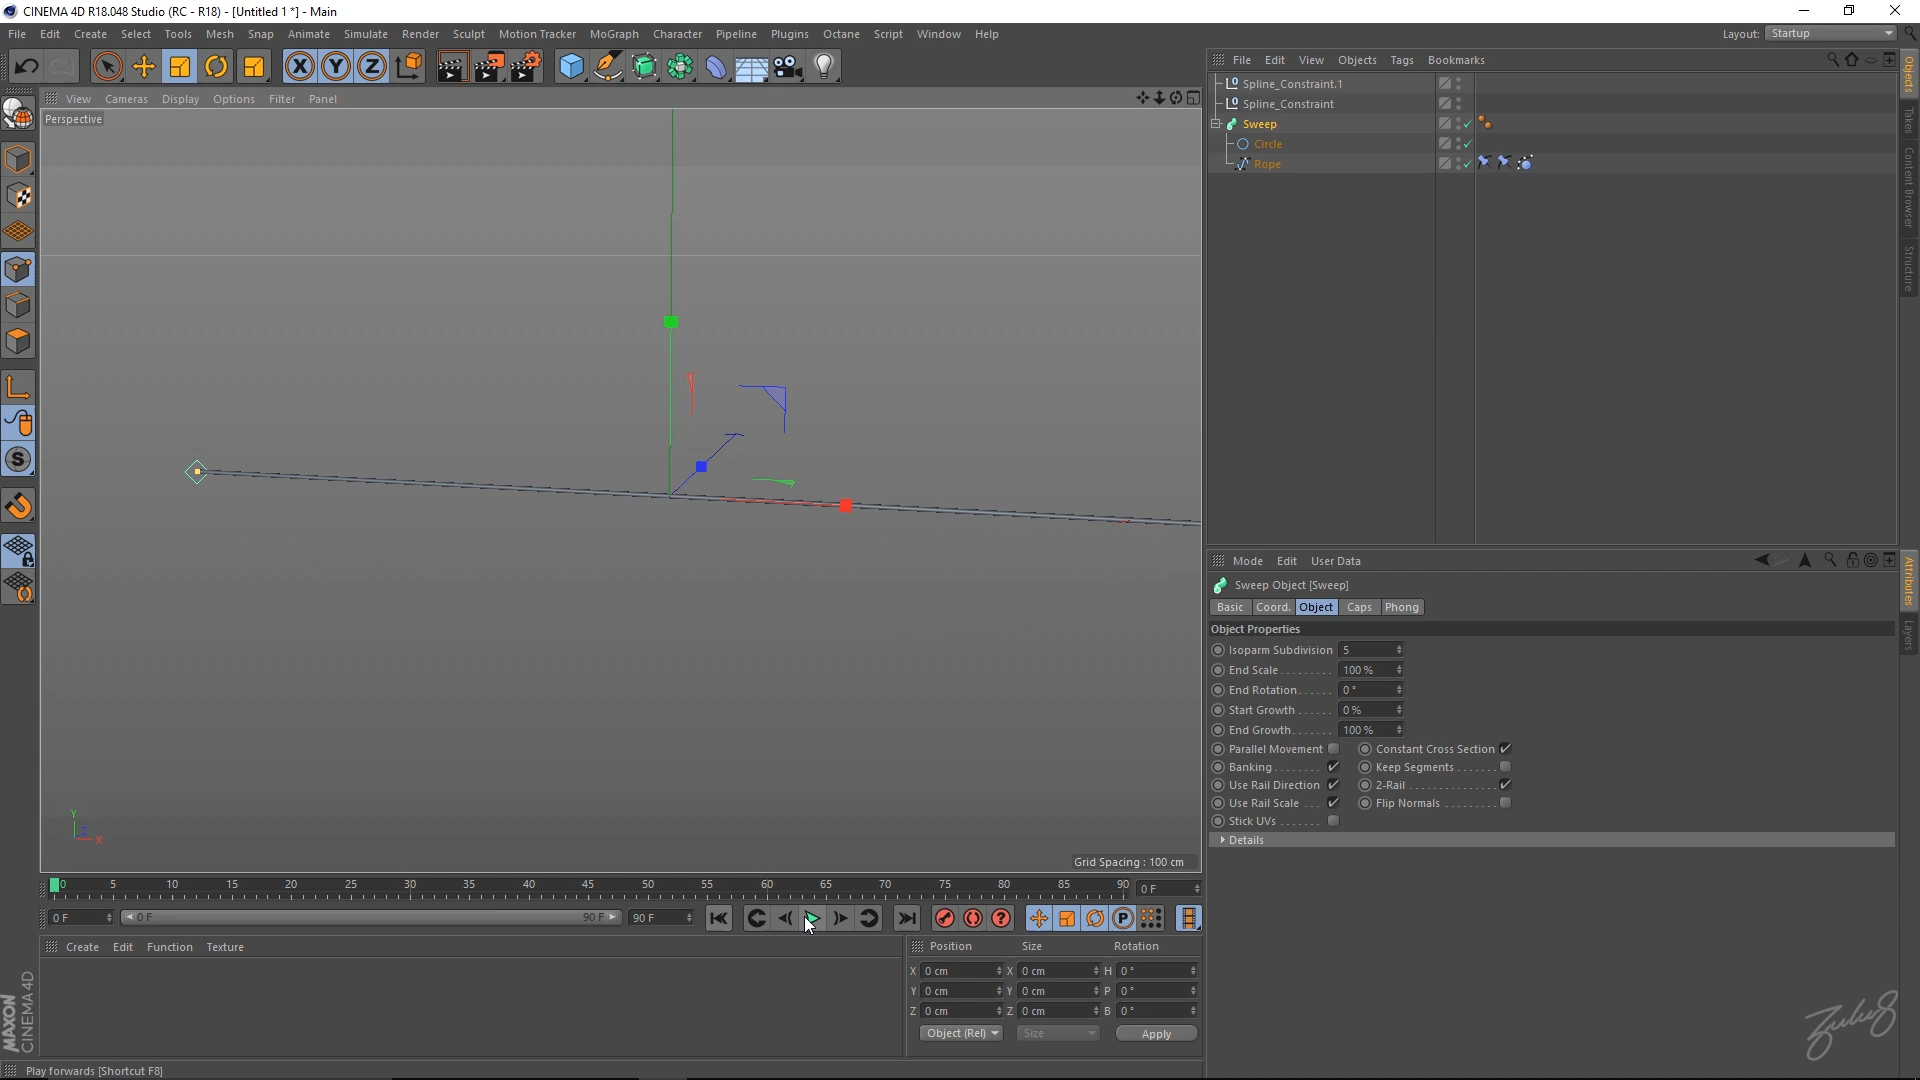 CINEMA 4D R18.048 Studio (RC - R18) - [Untitled 1 *] - Main
File Edit Create Select Tools Mesh Snap Animate Simulate Render Sculpt Motion Tracker MoGraph Character Pipeline Plugins Octane Script Window Help
Layout: Startup
View Cameras Display Options Filter Panel
Perspective
File Edit View Objects Tags Bookmarks
Spline_Constraint.1
Spline_Constraint
Sweep
Circle
Rope
Objects
Takes
Content Browser
Structure
Mode Edit User Data
Sweep Object [Sweep]
Basic Coord. Object Caps Phong
Object Properties
Isoparm Subdivision 5
End Scale 100 %
End Rotation 0 °
Start Growth 0 %
End Growth 100 %
Parallel Movement Constant Cross Section
Banking Keep Segments
Use Rail Direction 2-Rail
Use Rail Scale Flip Normals
Stick UVs
Details
Attributes
Layers
Y
Z
X
Grid Spacing : 100 cm
0 5 10 15 20 25 30 35 40 45 50 55 60 65 70 75 80 85 90 0 F
0 F 0 F 90 F 90 F
Create Edit Function Texture
Position Size Rotation
X 0 cm X 0 cm H 0 °
Y 0 cm Y 0 cm P 0 °
Z 0 cm Z 0 cm B 0 °
Object (Rel) Size Apply
MAXON
CINEMA 4D
Zulu8
Play forwards [Shortcut F8]